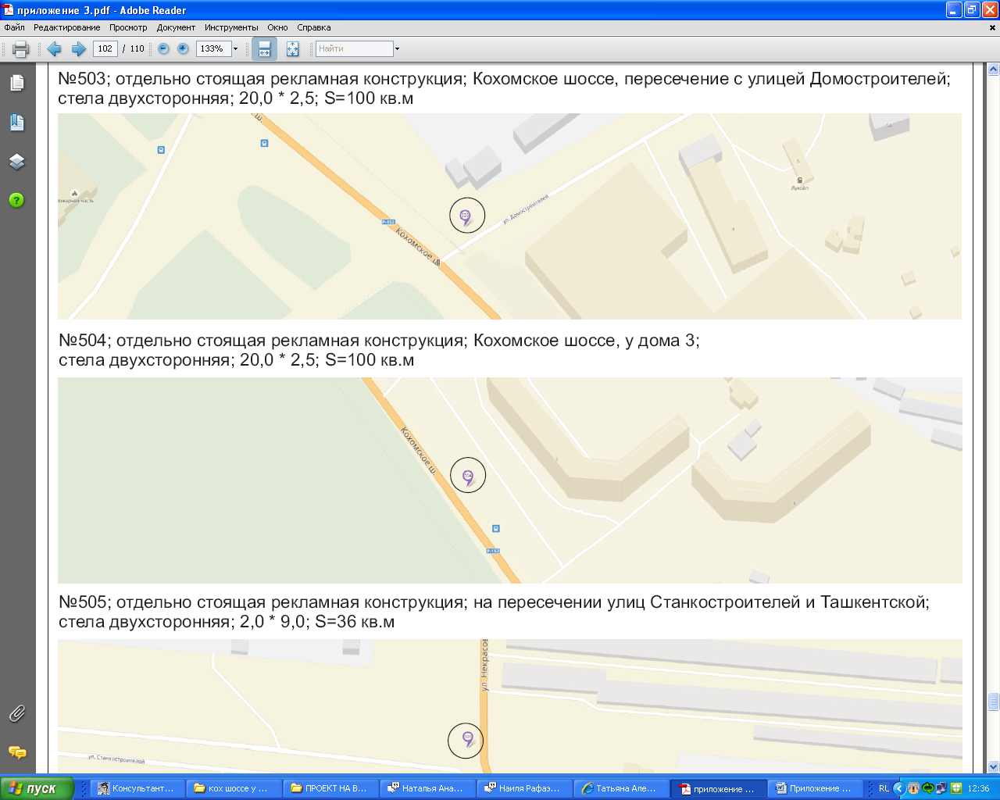 приложение 3.pdf - Adobe Reader
Файл Редактирование Просмотр Документ Инструменты Окно Справка
102 / 110 133% Найти
№503; отдельно стоящая рекламная конструкция; Кохомское шоссе, пересечение с улицей Домостроителей;
стела двухсторонняя; 20,0 * 2,5; S=100 кв.м
ш.
5А
5
Лукойл
503
ул. Домостроителей
Р-152
Кохомское ш.
4
№504; отдельно стоящая рекламная конструкция; Кохомское шоссе, у дома 3;
стела двухсторонняя; 20,0 * 2,5; S=100 кв.м
Кохомское ш.
504
Р-152
№505; отдельно стоящая рекламная конструкция; на пересечении улиц Станкостроителей и Ташкентской;
стела двухсторонняя; 2,0 * 9,0; S=36 кв.м
ул. Некрасов
505
ул. Станкостроителей
пуск Консультант... кох шоссе у ... ПРОЕКТ НА В... Наталья Ана... Наиля Рафаэ... Татьяна Але... приложение ... Приложение ... RL 12:36